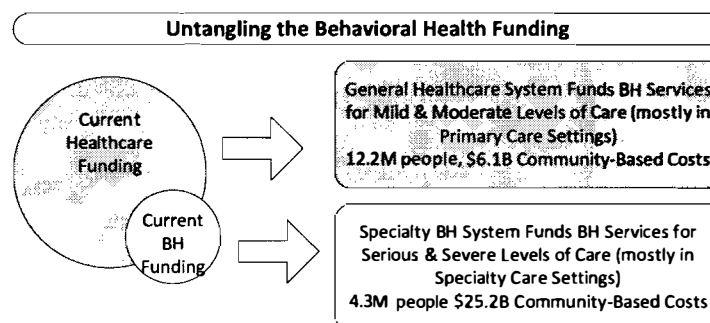 Untangling the Behavioral Health Funding
Current
Healthcare
Funding
Current
BH
Funding
General Healthcare System Funds BH Services
for Mild & Moderate Levels of Care (mostly in
Primary Care Settings)
12.2M people, $6.1B Community-Based Costs
Specialty BH System Funds BH Services for
Serious & Severe Levels of Care (mostly in
Specialty Care Settings)
4.3M people $25.2B Community-Based Costs